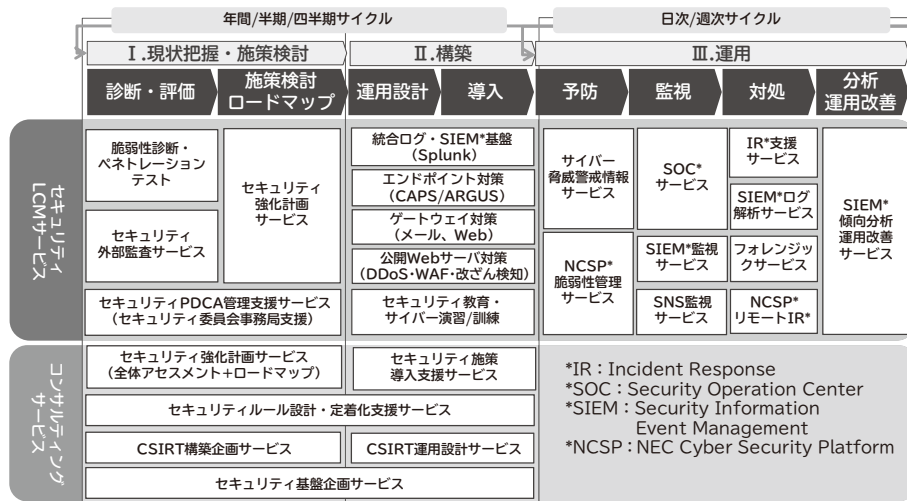 年間/半期/四半期サイクル
日次/週次サイクル
Ⅰ.現状把握・施策検討
Ⅱ.構築
Ⅲ.運用
診断・評価
施策検討
ロードマップ
運用設計
導入
予防
監視
対処
分析
運用改善
セキュリティ
LCMサービス
脆弱性診断・
ペネトレーション
テスト
セキュリティ
外部監査サービス
セキュリティ
強化計画
サービス
セキュリティPDCA管理支援サービス
(セキュリティ委員会事務局支援)
統合ログ・SIEM*基盤
(Splunk)
エンドポイント対策
(CAPS/ARGUS)
ゲートウェイ対策
(メール、Web)
公開Webサーバ対策
(DDoS・WAF・改ざん検知)
セキュリティ教育・
サイバー演習/訓練
サイバー
脅威警戒情報
サービス
NCSP*
脆弱性管理
サービス
SOC*
サービス
SIEM*監視
サービス
SNS監視
サービス
IR*支援
サービス
SIEM*ログ
解析サービス
フォレンジッ
クサービス
NCSP*
リモートIR*
SIEM*
傾向分析
運用改善
サービス
コンサルティング
サービス
セキュリティ強化計画サービス
(全体アセスメント+ロードマップ)
セキュリティ施策
導入支援サービス
セキュリティルール設計・定着化支援サービス
CSIRT構築企画サービス
CSIRT運用設計サービス
セキュリティ基盤企画サービス
*IR：Incident Response
*SOC：Security Operation Center
*SIEM：Security Information
Event Management
*NCSP：NEC Cyber Security Platform